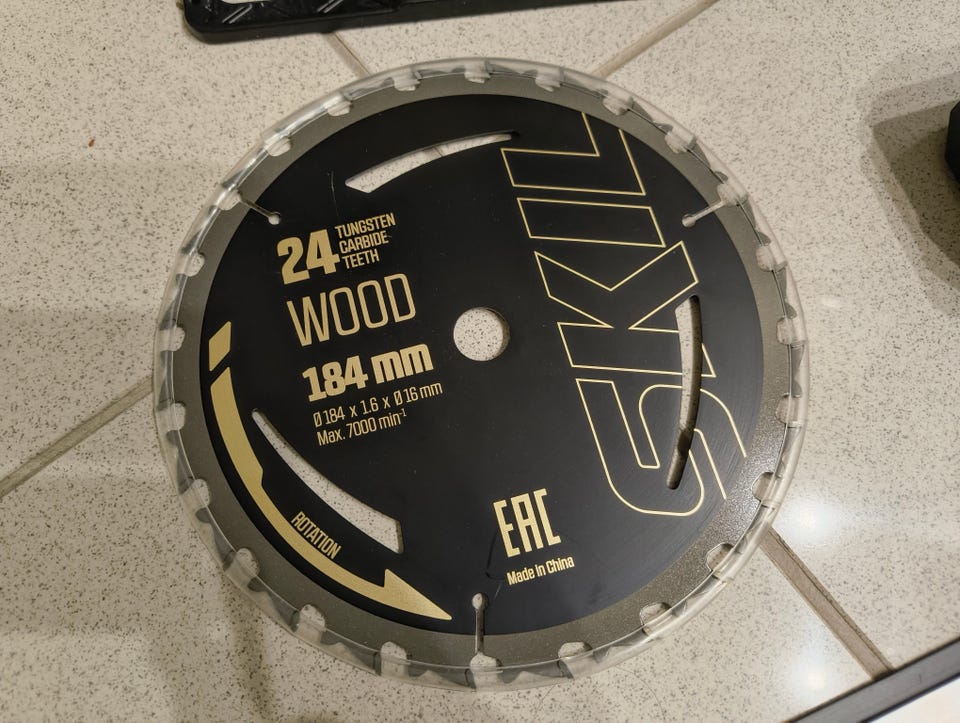 24 TUNGSTEN
CARBIDE
TEETH
WOOD
184 mm
Ø 184 x 1.6 x Ø 16 mm
Max. 7000 min⁻¹
ROTATION
SKIL
EAC
Made in China